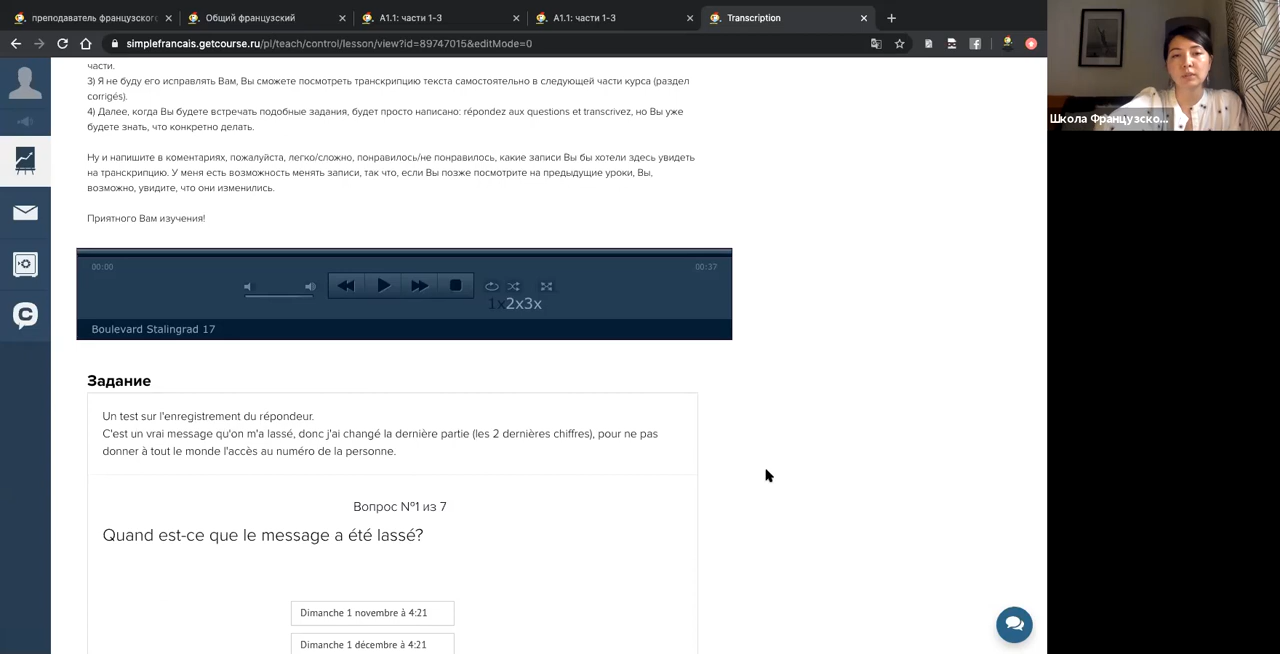 преподаватель французского
Общий французский
A1.1: части 1-3
A1.1: части 1-3
Transcription
simplefrancais.getcourse.ru/pl/teach/control/lesson/view?id=89747015&editMode=0
Школа Французско...
части.
3) Я не буду его исправлять Вам, Вы сможете посмотреть транскрипцию текста самостоятельно в следующей части курса (раздел
corrigés).
4) Далее, когда Вы будете встречать подобные задания, будет просто написано: répondez aux questions et transcrivez, но Вы уже
будете знать, что конкретно делать.
Ну и напишите в коментариях, пожалуйста, легко/сложно, понравилось/не понравилось, какие записи Вы бы хотели здесь увидеть
на транскрипцию. У меня есть возможность менять записи, так что, если Вы позже посмотрите на предыдущие уроки, Вы,
возможно, увидите, что они изменились.
Приятного Вам изучения!
00:00
00:37
1x2x3x
Boulevard Stalingrad 17
Задание
Un test sur l'enregistrement du répondeur.
C'est un vrai message qu'on m'a lassé, donc j'ai changé la dernière partie (les 2 dernières chiffres), pour ne pas
donner à tout le monde l'accès au numéro de la personne.
Вопрос №1 из 7
Quand est-ce que le message a été lassé?
Dimanche 1 novembre à 4:21
Dimanche 1 décembre à 4:21